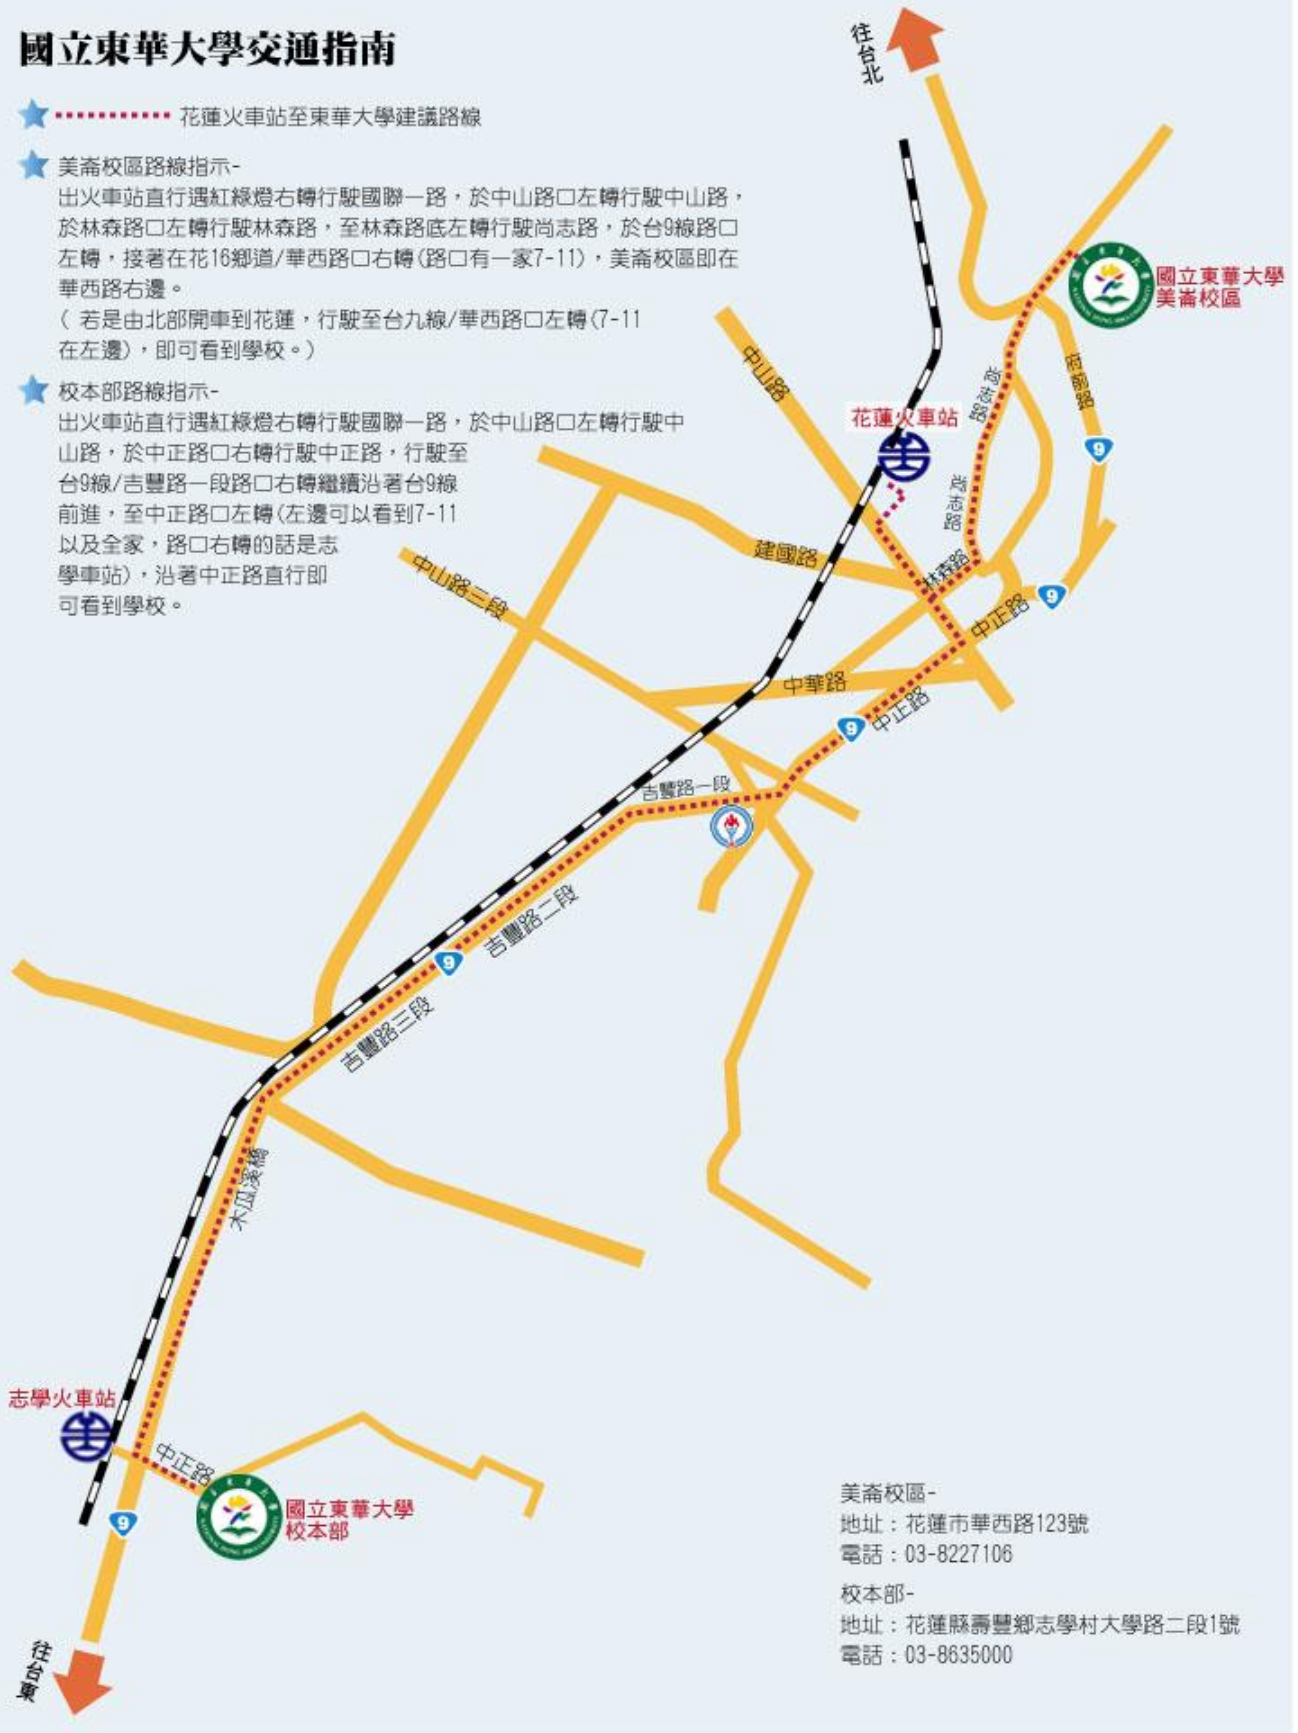 國立東華大學交通指南
花蓮火車站至東華大學建議路線
美崙校區路線指示-
出火車站直行遇紅綠燈右轉行駛國聯一路，於中山路口左轉行駛中山路，
於林森路口左轉行駛林森路，至林森路底左轉行駛尚志路，於台9線路口
左轉，接著在花16鄉道/華西路口右轉(路口有一家7-11)，美崙校區即在
華西路右邊。
( 若是由北部開車到花蓮，行駛至台九線/華西路口左轉(7-11
在左邊)，即可看到學校。)
校本部路線指示-
出火車站直行遇紅綠燈右轉行駛國聯一路，於中山路口左轉行駛中
山路，於中正路口右轉行駛中正路，行駛至
台9線/吉豐路一段路口右轉繼續沿著台9線
前進，至中正路口左轉(左邊可以看到7-11
以及全家，路口右轉的話是志
學車站)，沿著中正路直行即
可看到學校。
往台北
國立東華大學
美崙校區
中山路
府前路
花蓮火車站
9
尚志路
建國路
林森路
中山路三段
9
中正路
中華路
9
中正路
吉豐路一段
吉豐路二段
9
吉豐路三段
木瓜溪橋
志學火車站
中正路
國立東華大學
校本部
9
往台東
美崙校區-
地址：花蓮市華西路123號
電話：03-8227106
校本部-
地址：花蓮縣壽豐鄉志學村大學路二段1號
電話：03-8635000